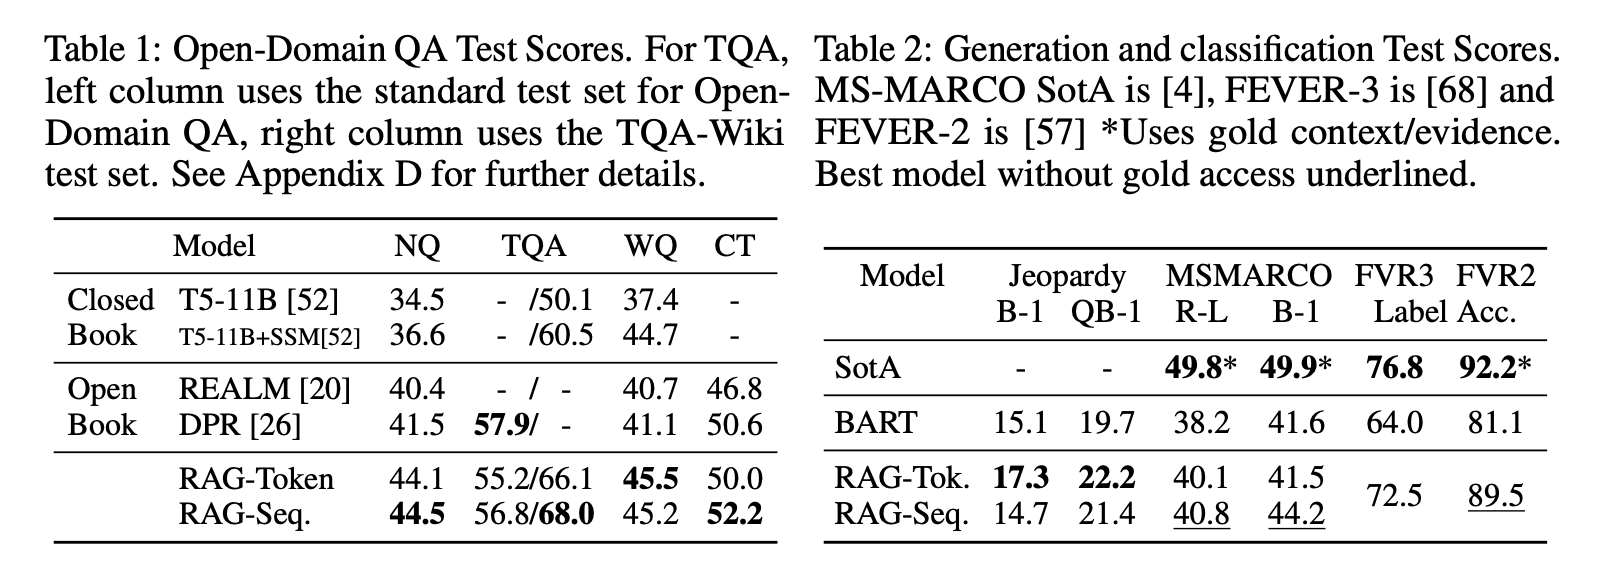 Table 1: Open-Domain QA Test Scores. For TQA,
left column uses the standard test set for Open-
Domain QA, right column uses the TQA-Wiki
test set. See Appendix D for further details.
Model NQ TQA WQ CT
Closed T5-11B [52] 34.5 - /50.1 37.4 -
Book T5-11B+SSM[52] 36.6 - /60.5 44.7 -
Open REALM [20] 40.4 - / - 40.7 46.8
Book DPR [26] 41.5 57.9/ - 41.1 50.6
RAG-Token 44.1 55.2/66.1 45.5 50.0
RAG-Seq. 44.5 56.8/68.0 45.2 52.2
Table 2: Generation and classification Test Scores.
MS-MARCO SotA is [4], FEVER-3 is [68] and
FEVER-2 is [57] *Uses gold context/evidence.
Best model without gold access underlined.
Model Jeopardy MSMARCO FVR3 FVR2
B-1 QB-1 R-L B-1 Label Acc.
SotA - - 49.8* 49.9* 76.8 92.2*
BART 15.1 19.7 38.2 41.6 64.0 81.1
RAG-Tok. 17.3 22.2 40.1 41.5 72.5 89.5
RAG-Seq. 14.7 21.4 40.8 44.2